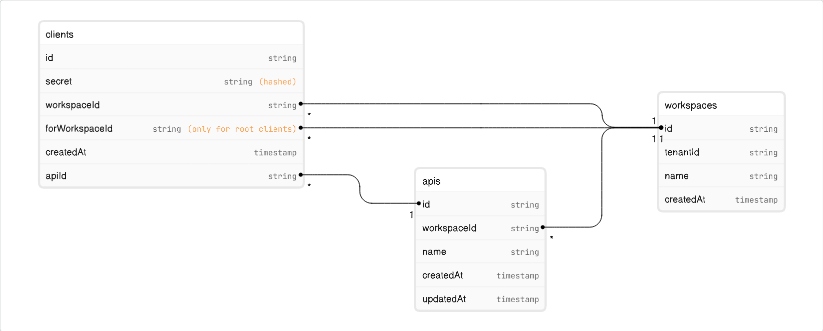 clients
id string
secret string (hashed)
workspaceId string
*
forWorkspaceId string (only for root clients)
*
createdAt timestamp
apiId string
*
apis
1
id string
workspaceId string
*
name string
createdAt timestamp
updatedAt timestamp
workspaces
1
id string
1 1
tenantId string
name string
createdAt timestamp